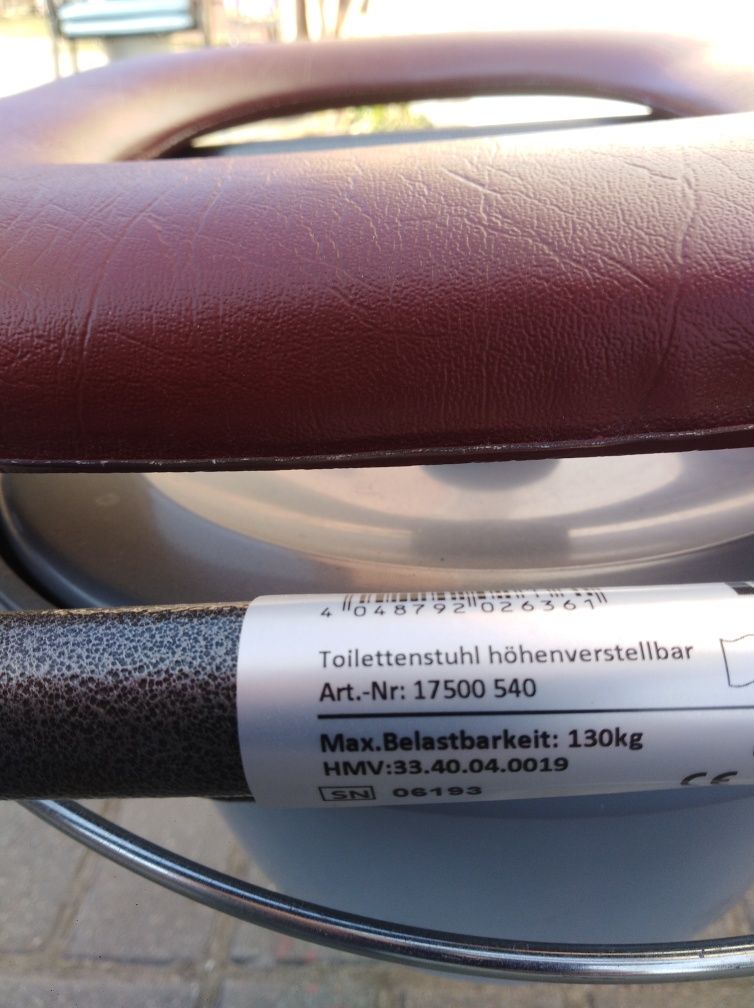 4 048792 026361
Toilettenstuhl höhenverstellbar
Art.-Nr: 17500 540
Max.Belastbarkeit: 130kg
HMV:33.40.04.0019
SN 06193
CE